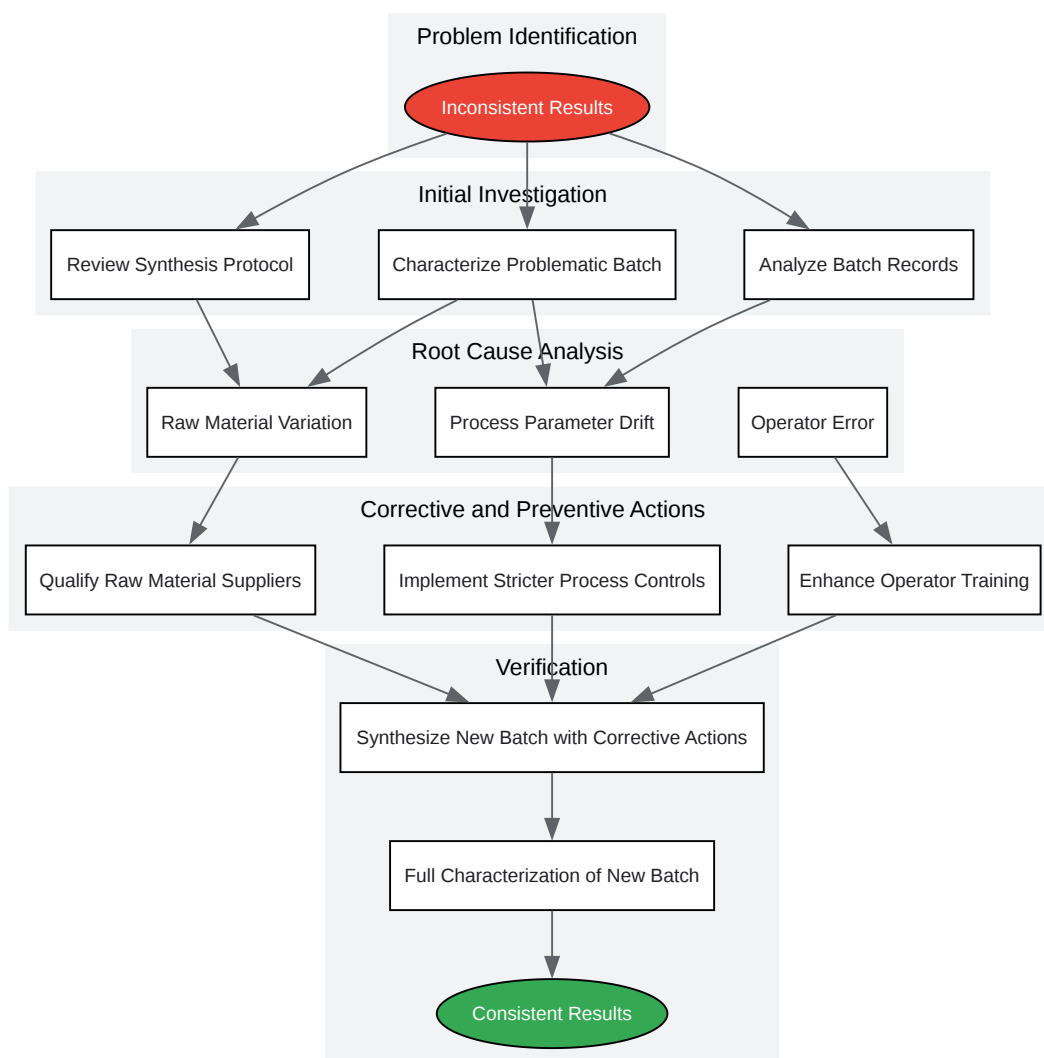 Problem Identification
Inconsistent Results
Initial Investigation
Review Synthesis Protocol
Characterize Problematic Batch
Analyze Batch Records
Root Cause Analysis
Raw Material Variation
Process Parameter Drift
Operator Error
Corrective and Preventive Actions
Qualify Raw Material Suppliers
Implement Stricter Process Controls
Enhance Operator Training
Verification
Synthesize New Batch with Corrective Actions
Full Characterization of New Batch
Consistent Results